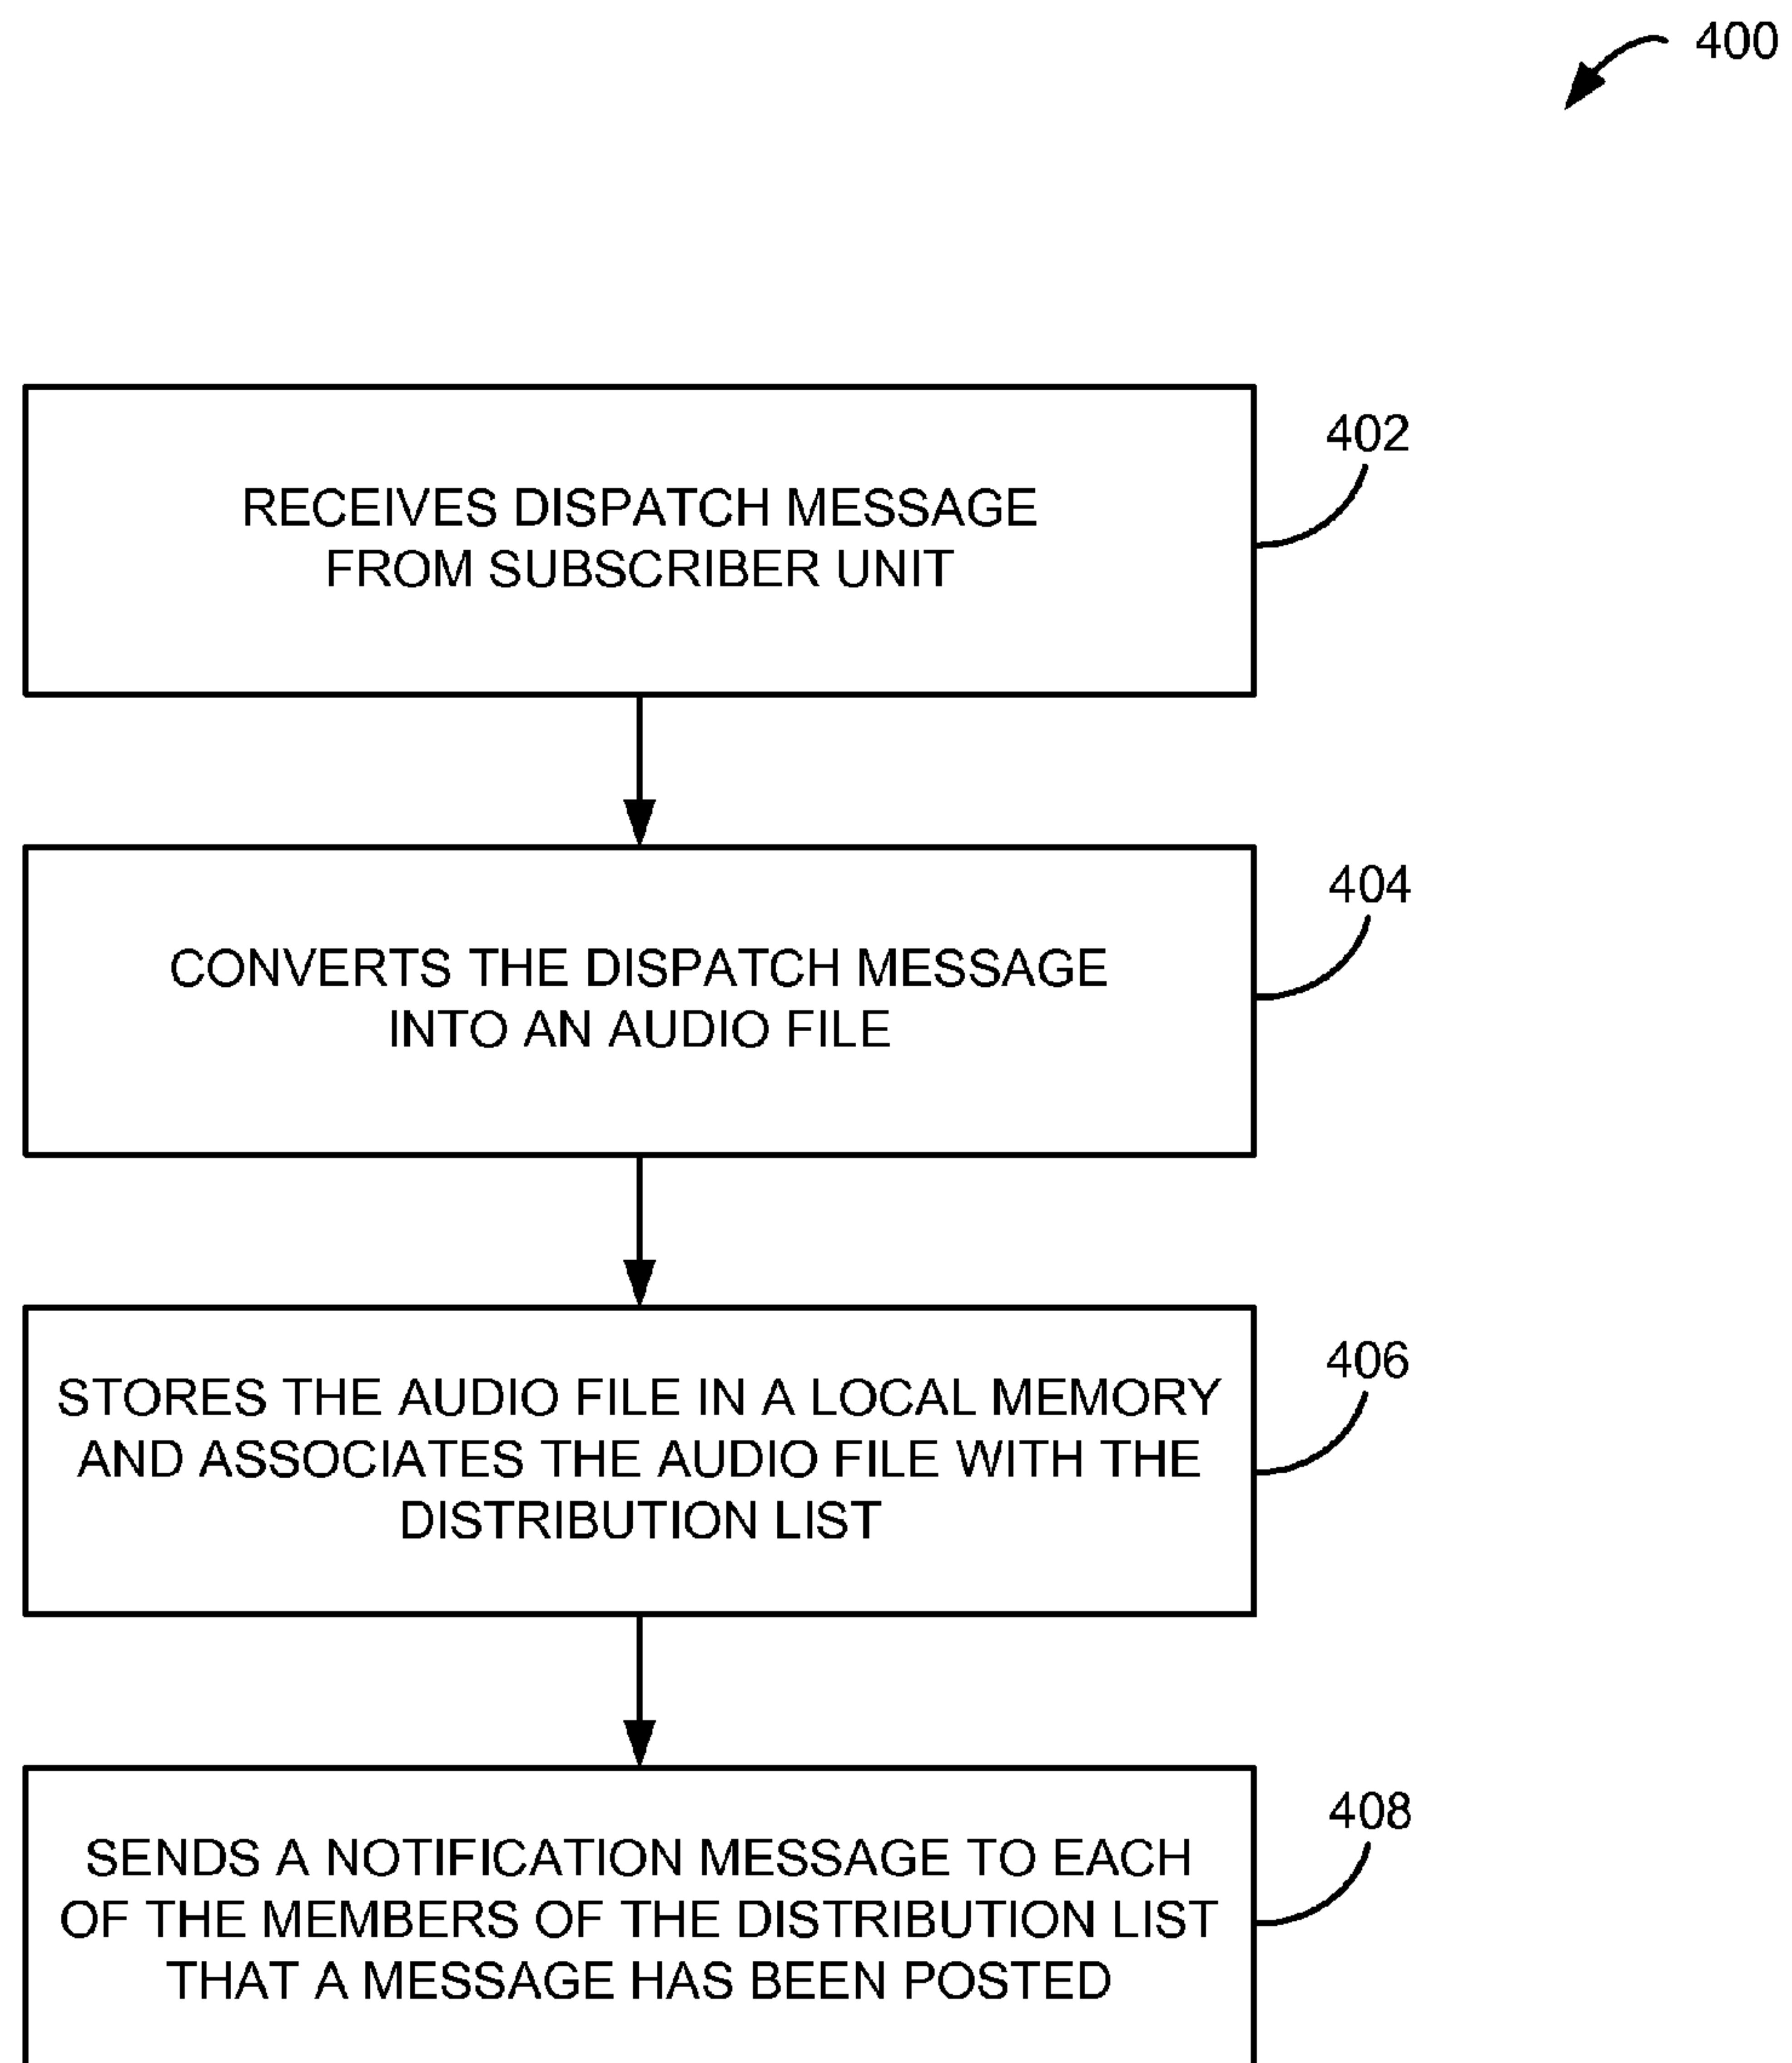 400
402
RECEIVES DISPATCH MESSAGE
FROM SUBSCRIBER UNIT
404
CONVERTS THE DISPATCH MESSAGE
INTO AN AUDIO FILE
406
STORES THE AUDIO FILE IN A LOCAL MEMORY
AND ASSOCIATES THE AUDIO FILE WITH THE
DISTRIBUTION LIST
408
SENDS A NOTIFICATION MESSAGE TO EACH
OF THE MEMBERS OF THE DISTRIBUTION LIST
THAT A MESSAGE HAS BEEN POSTED